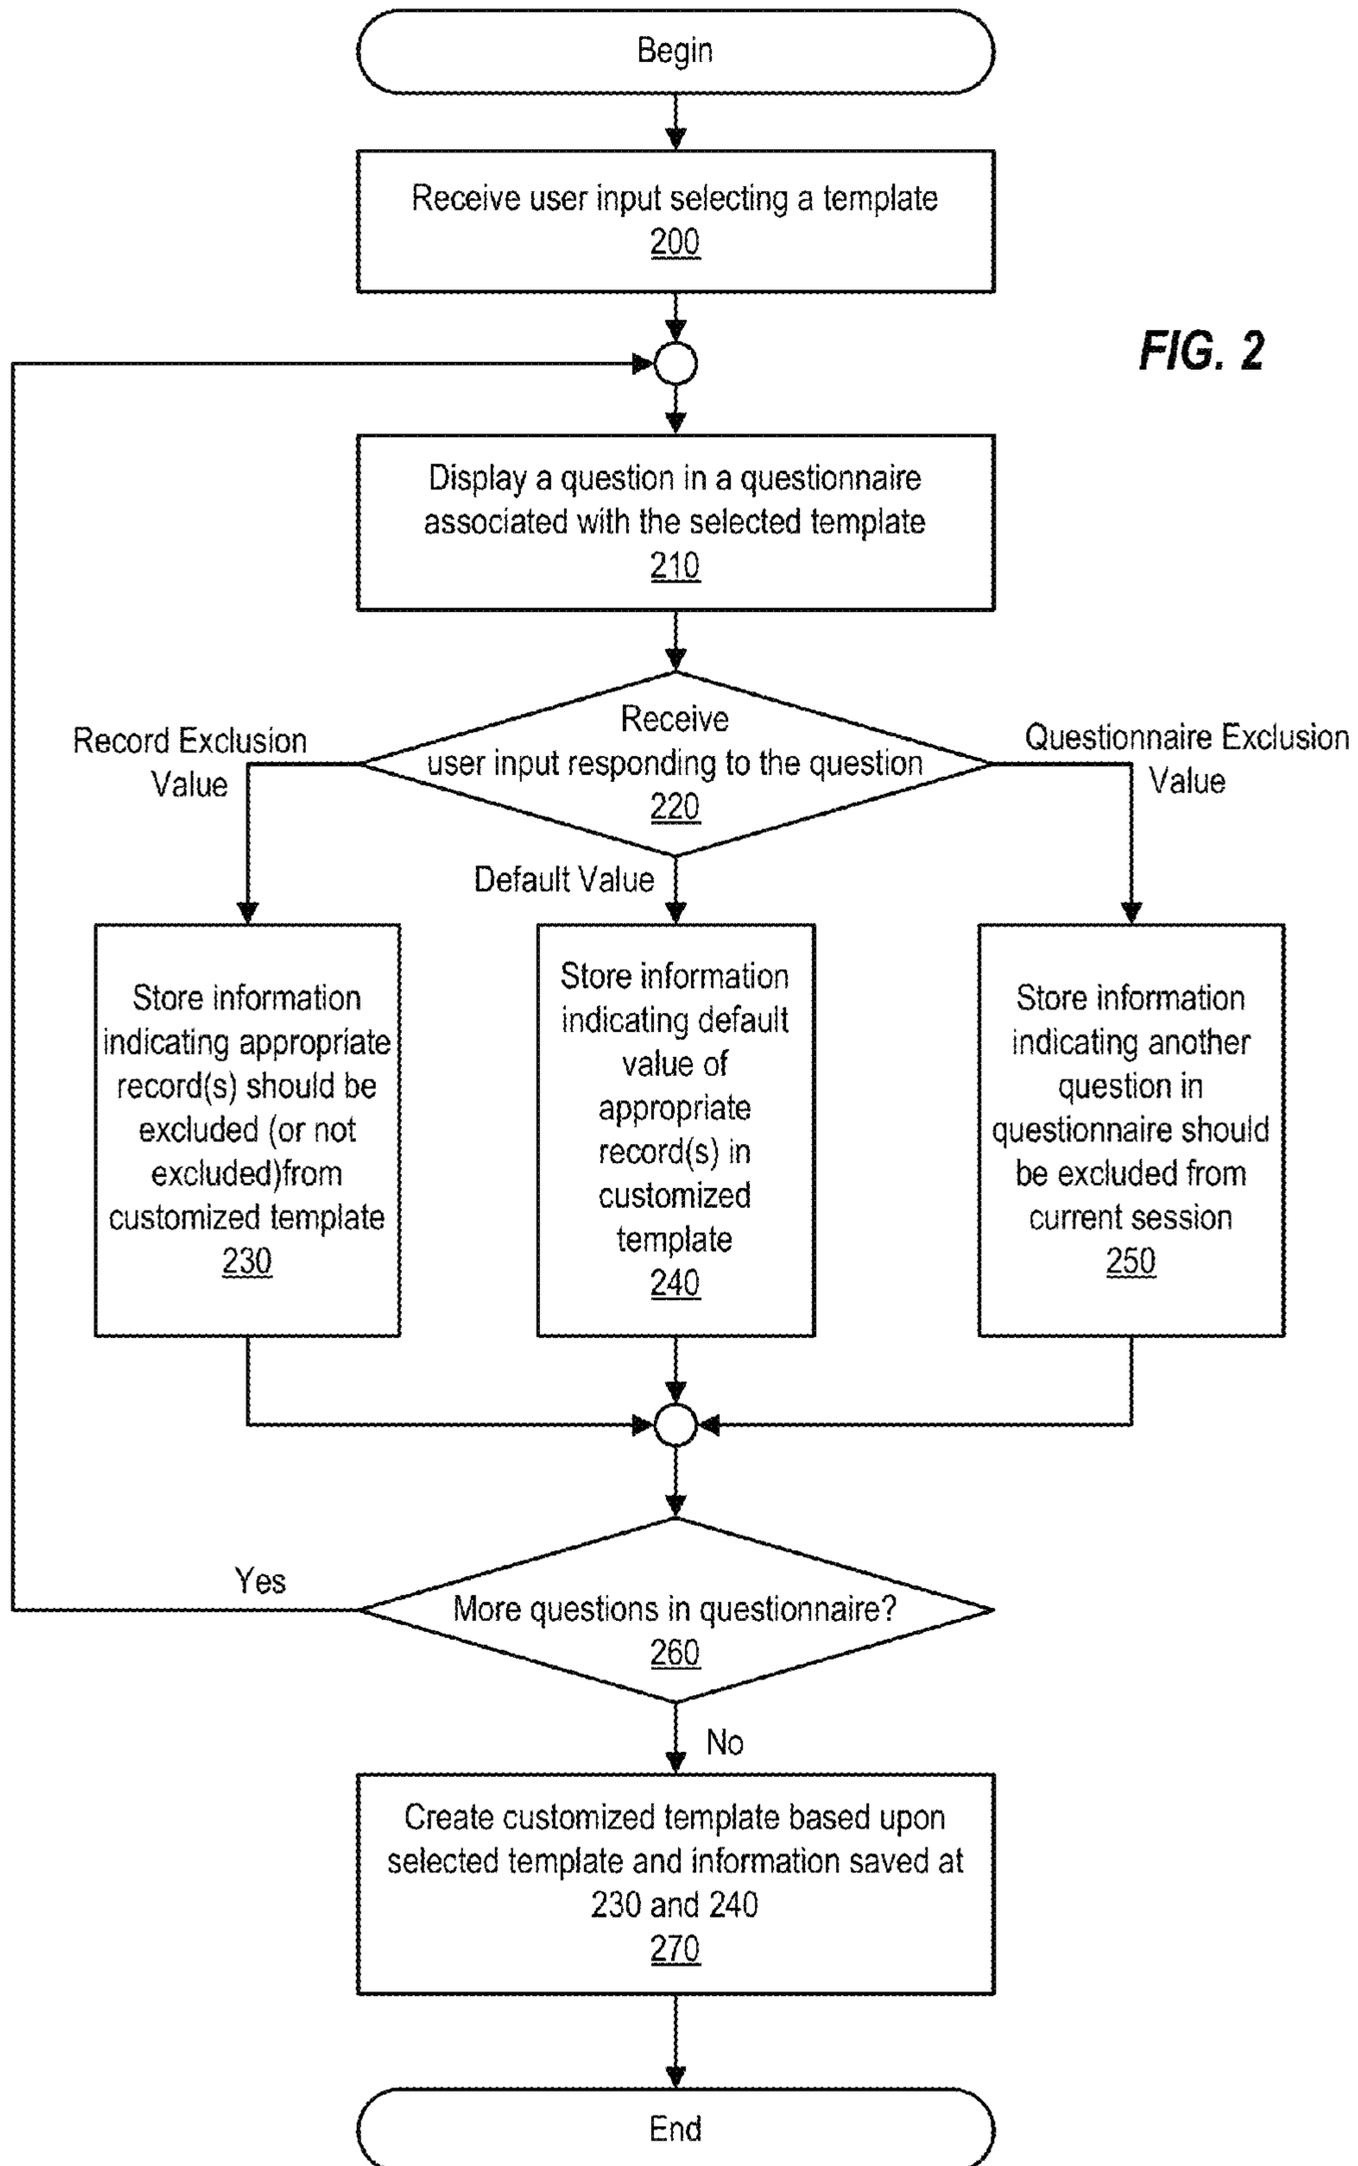 Begin
Receive user input selecting a template
200
FIG. 2
Display a question in a questionnaire
associated with the selected template
210
Receive
user input responding to the question
220
Record Exclusion
Value
Questionnaire Exclusion
Value
Default Value
Store information
indicating appropriate
record(s) should be
excluded (or not
excluded)from
customized template
230
Store information
indicating default
value of
appropriate
record(s) in
customized
template
240
Store information
indicating another
question in
questionnaire should
be excluded from
current session
250
Yes
More questions in questionnaire?
260
No
Create customized template based upon
selected template and information saved at
230 and 240
270
End